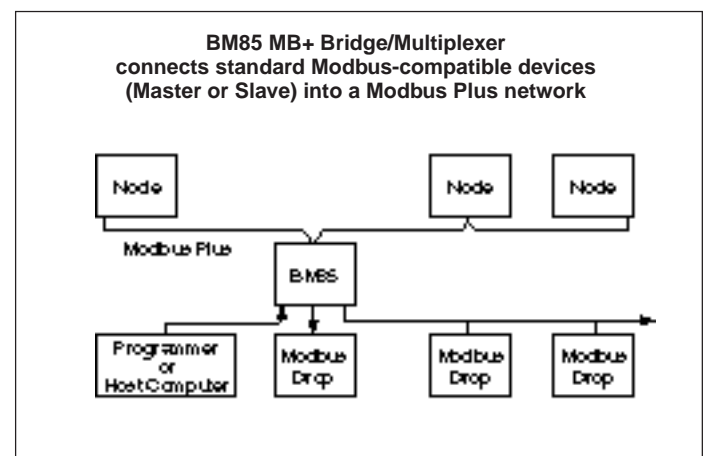 BM85 MB+ Bridge/Multiplexer
connects standard Modbus-compatible devices
(Master or Slave) into a Modbus Plus network
Node
Node
Node
Modbus Plus
BM85
Programmer
or
Host Computer
Modbus
Drop
Modbus
Drop
Modbus
Drop